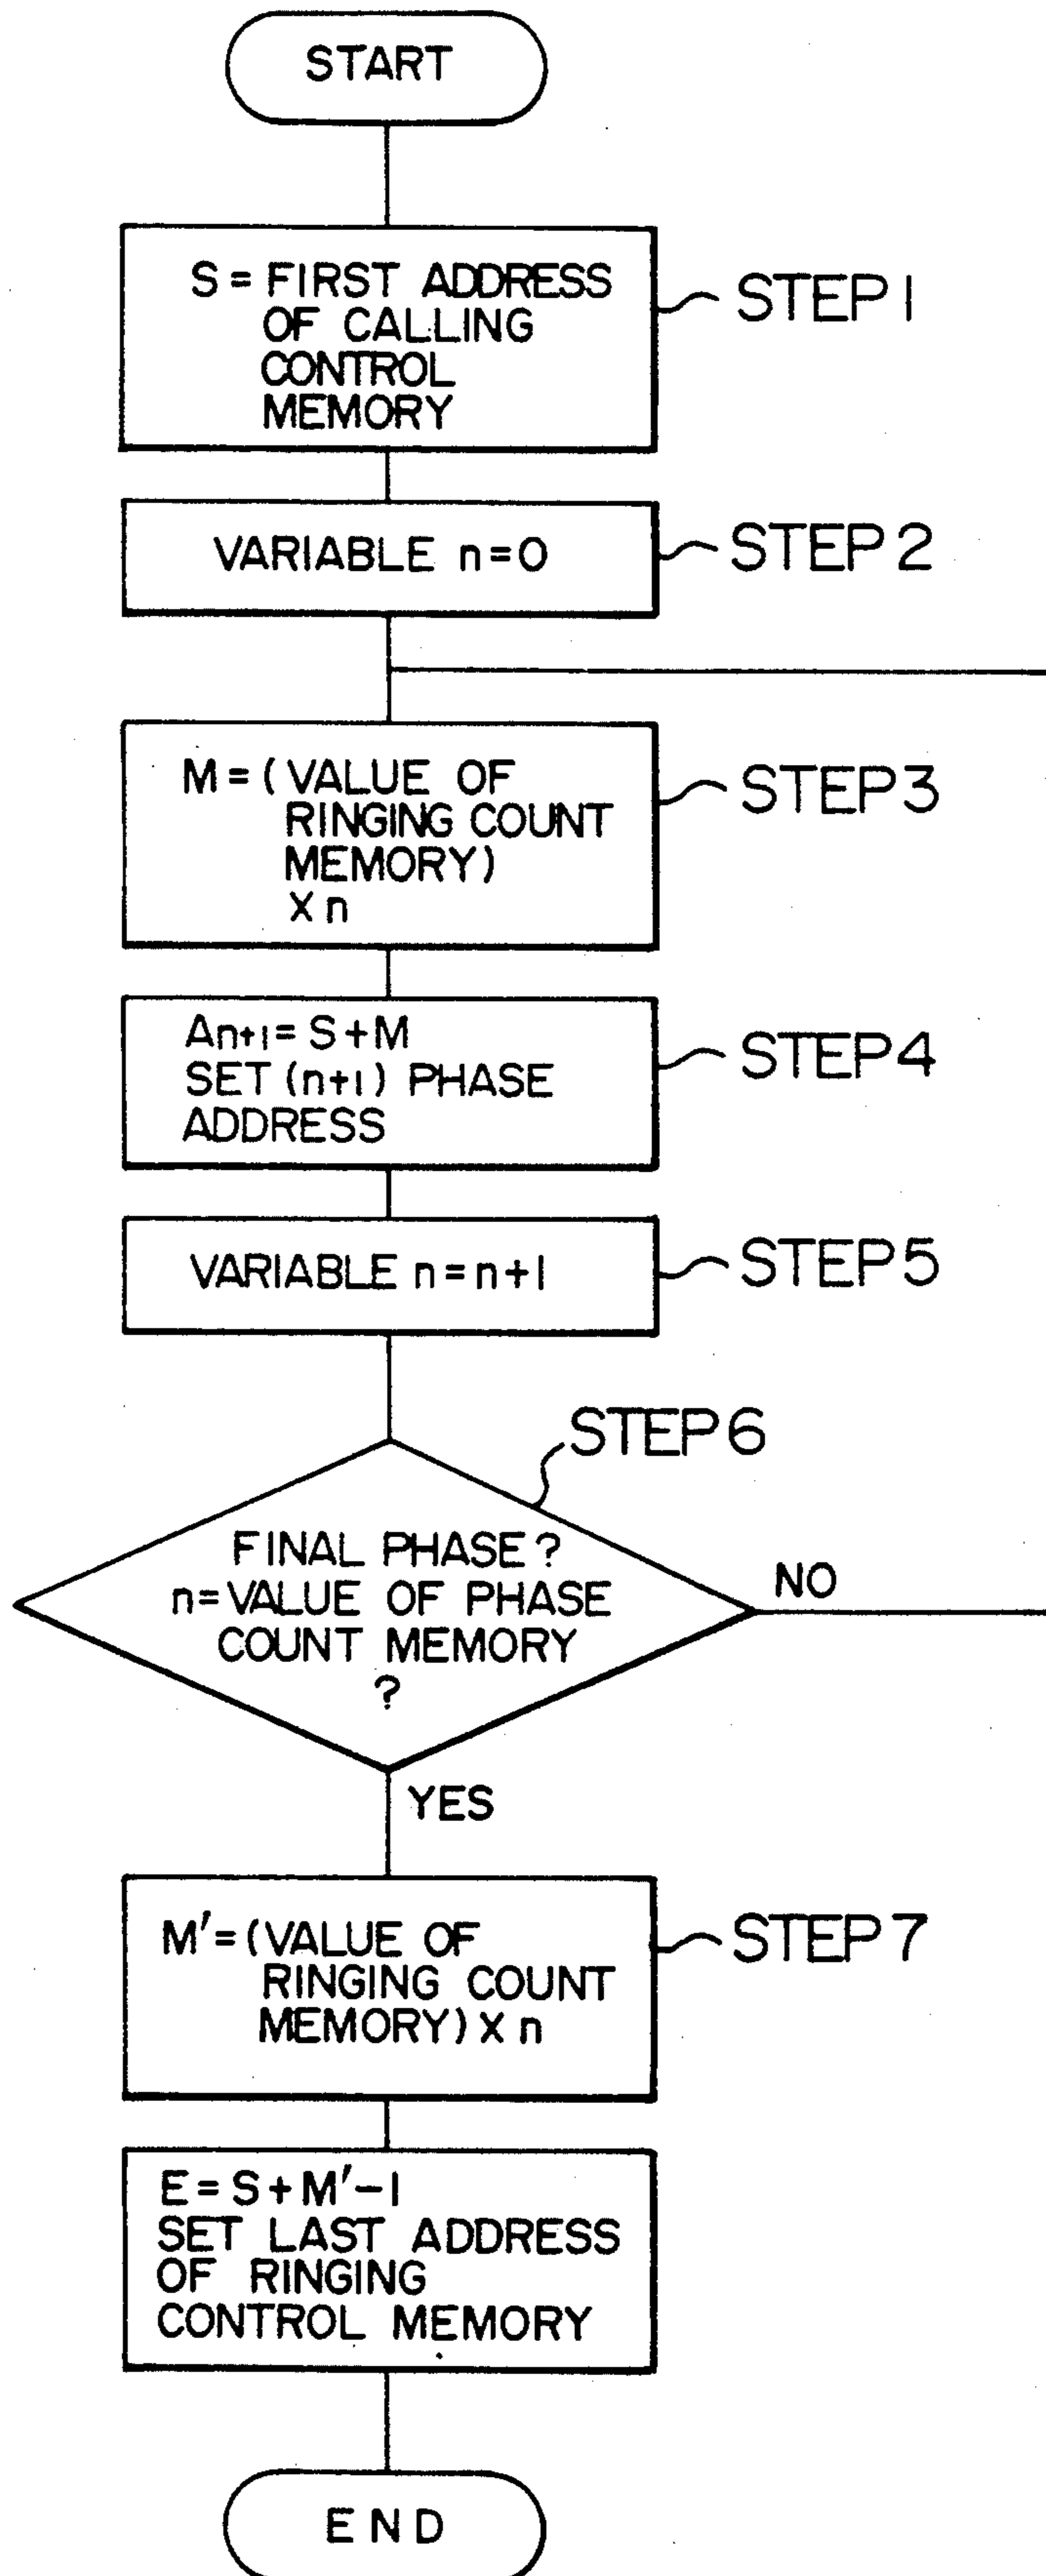 START
S = FIRST ADDRESS
OF CALLING
CONTROL
MEMORY
STEP 1
VARIABLE n=0
STEP 2
M = ( VALUE OF
RINGING COUNT
MEMORY)
X n
STEP 3
An+1 = S+M
SET (n+1) PHASE
ADDRESS
STEP 4
VARIABLE n=n+1
STEP 5
STEP 6
FINAL PHASE ?
n=VALUE OF PHASE
COUNT MEMORY
?
NO
YES
M'=(VALUE OF
RINGING COUNT
MEMORY) X n
STEP 7
E = S+M'-1
SET LAST ADDRESS
OF RINGING
CONTROL MEMORY
END